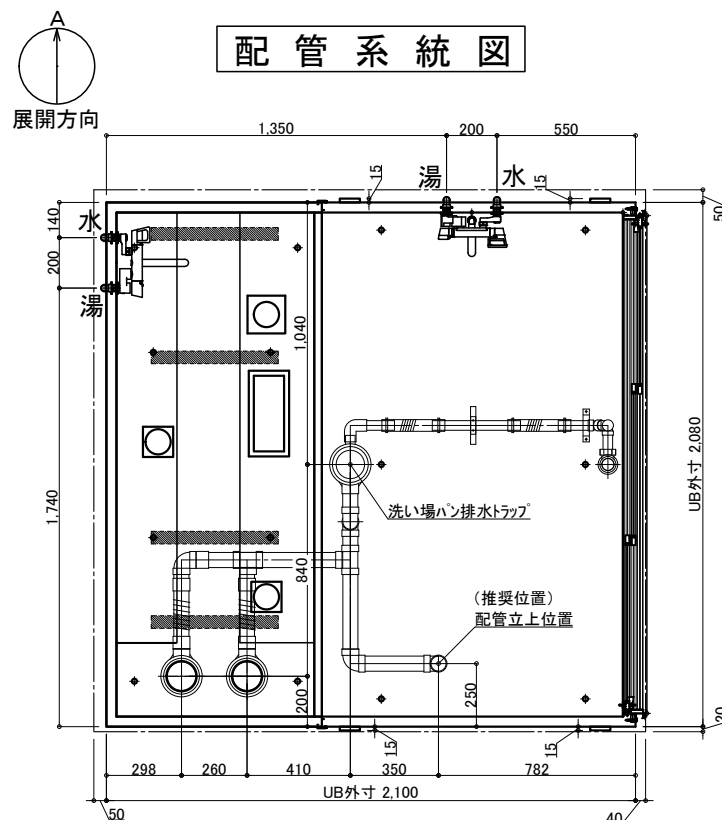 A
展開方向
配管系統図
1,350
200
550
15
湯
水
15
50
140
水
200
湯
1,040
1,740
UB外寸 2,080
洗い場パン排水トラップ
840
(推奨位置)
配管立上位置
200
250
20
15
15
298
260
410
350
782
UB外寸 2,100
50
40